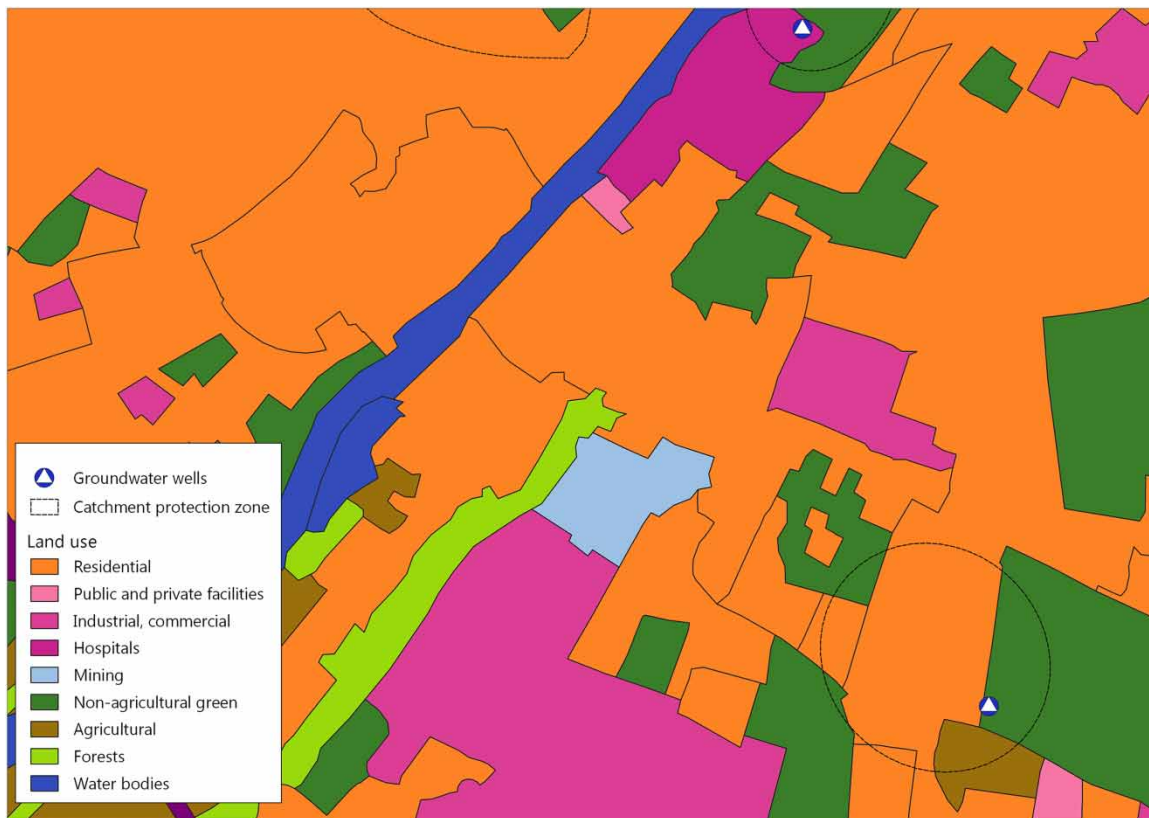 Groundwater wells
Catchment protection zone
Land use
Residential
Public and private facilities
Industrial, commercial
Hospitals
Mining
Non-agricultural green
Agricultural
Forests
Water bodies